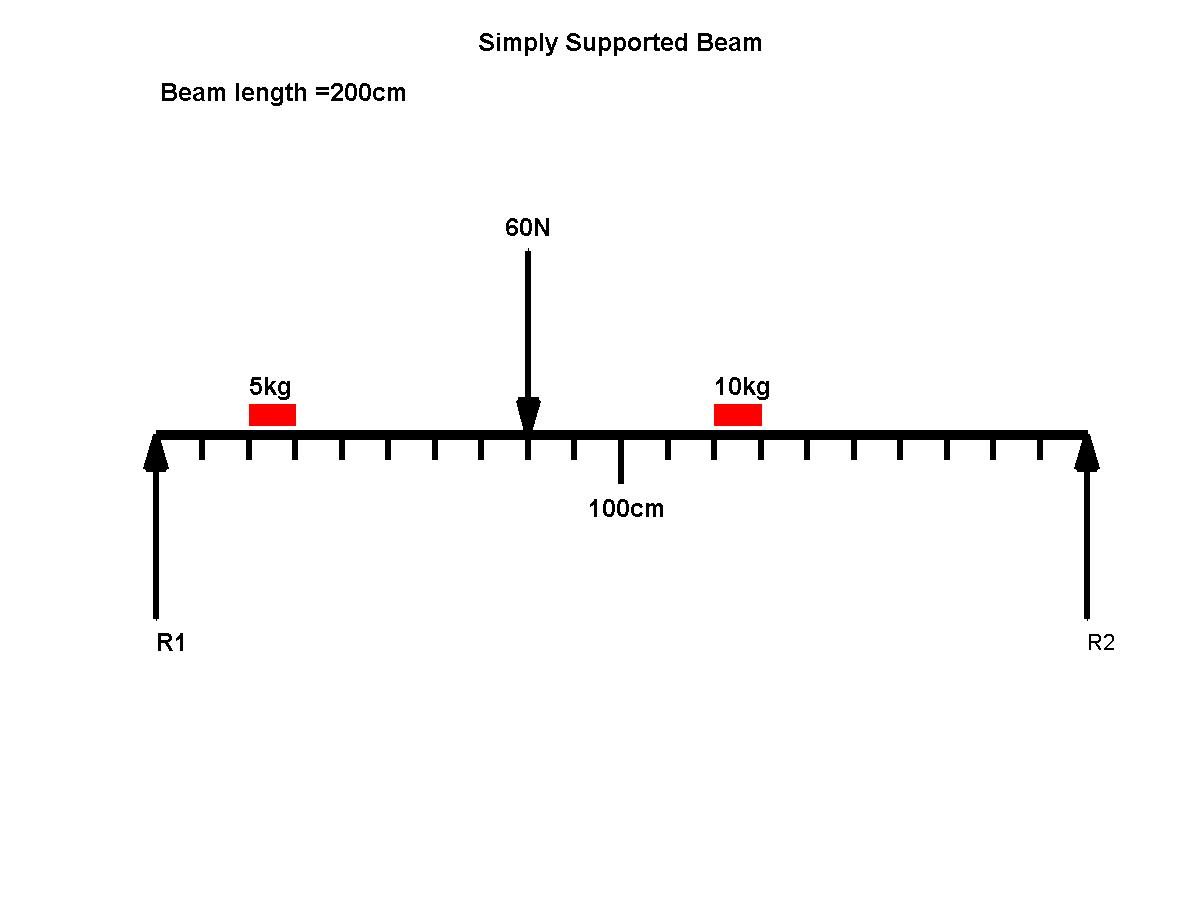 Simply Supported Beam
Beam length =200cm
60N
5kg
10kg
100cm
R1
R2